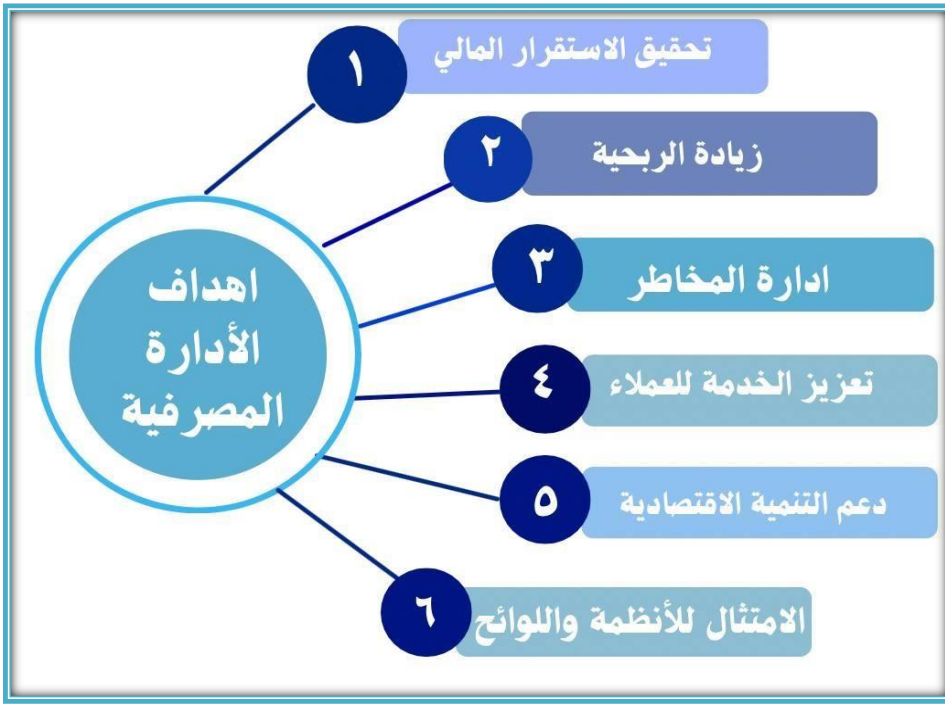 اهداف
الأدارة
المصرفية
١
تحقيق الاستقرار المالي
٢
زيادة الربحية
٣
ادارة المخاطر
٤
تعزيز الخدمة للعملاء
٥
دعم التنمية الاقتصادية
٦
الامتثال للأنظمة واللوائح